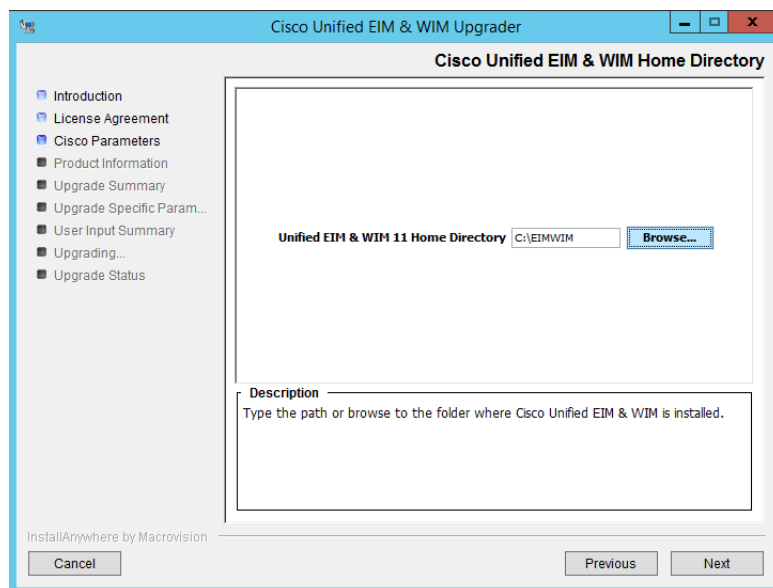 Cisco Unified EIM & WIM Upgrader
Cisco Unified EIM & WIM Home Directory
Introduction
License Agreement
Cisco Parameters
Product Information
Upgrade Summary
Upgrade Specific Param...
User Input Summary
Upgrading...
Upgrade Status
Unified EIM & WIM 11 Home Directory C:\EIMWIM Browse...
Description
Type the path or browse to the folder where Cisco Unified EIM & WIM is installed.
InstallAnywhere by Macrovision
Cancel Previous Next